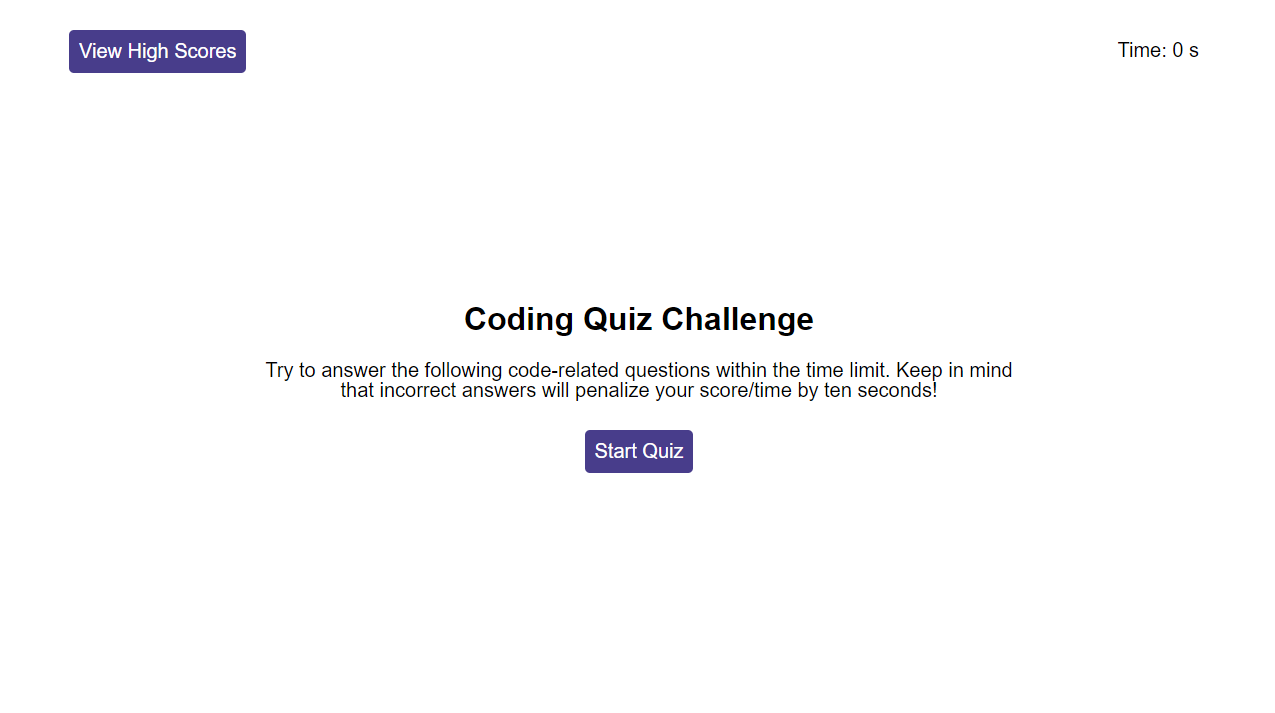 View High Scores
Time: 0 s
Coding Quiz Challenge
Try to answer the following code-related questions within the time limit. Keep in mind
that incorrect answers will penalize your score/time by ten seconds!
Start Quiz